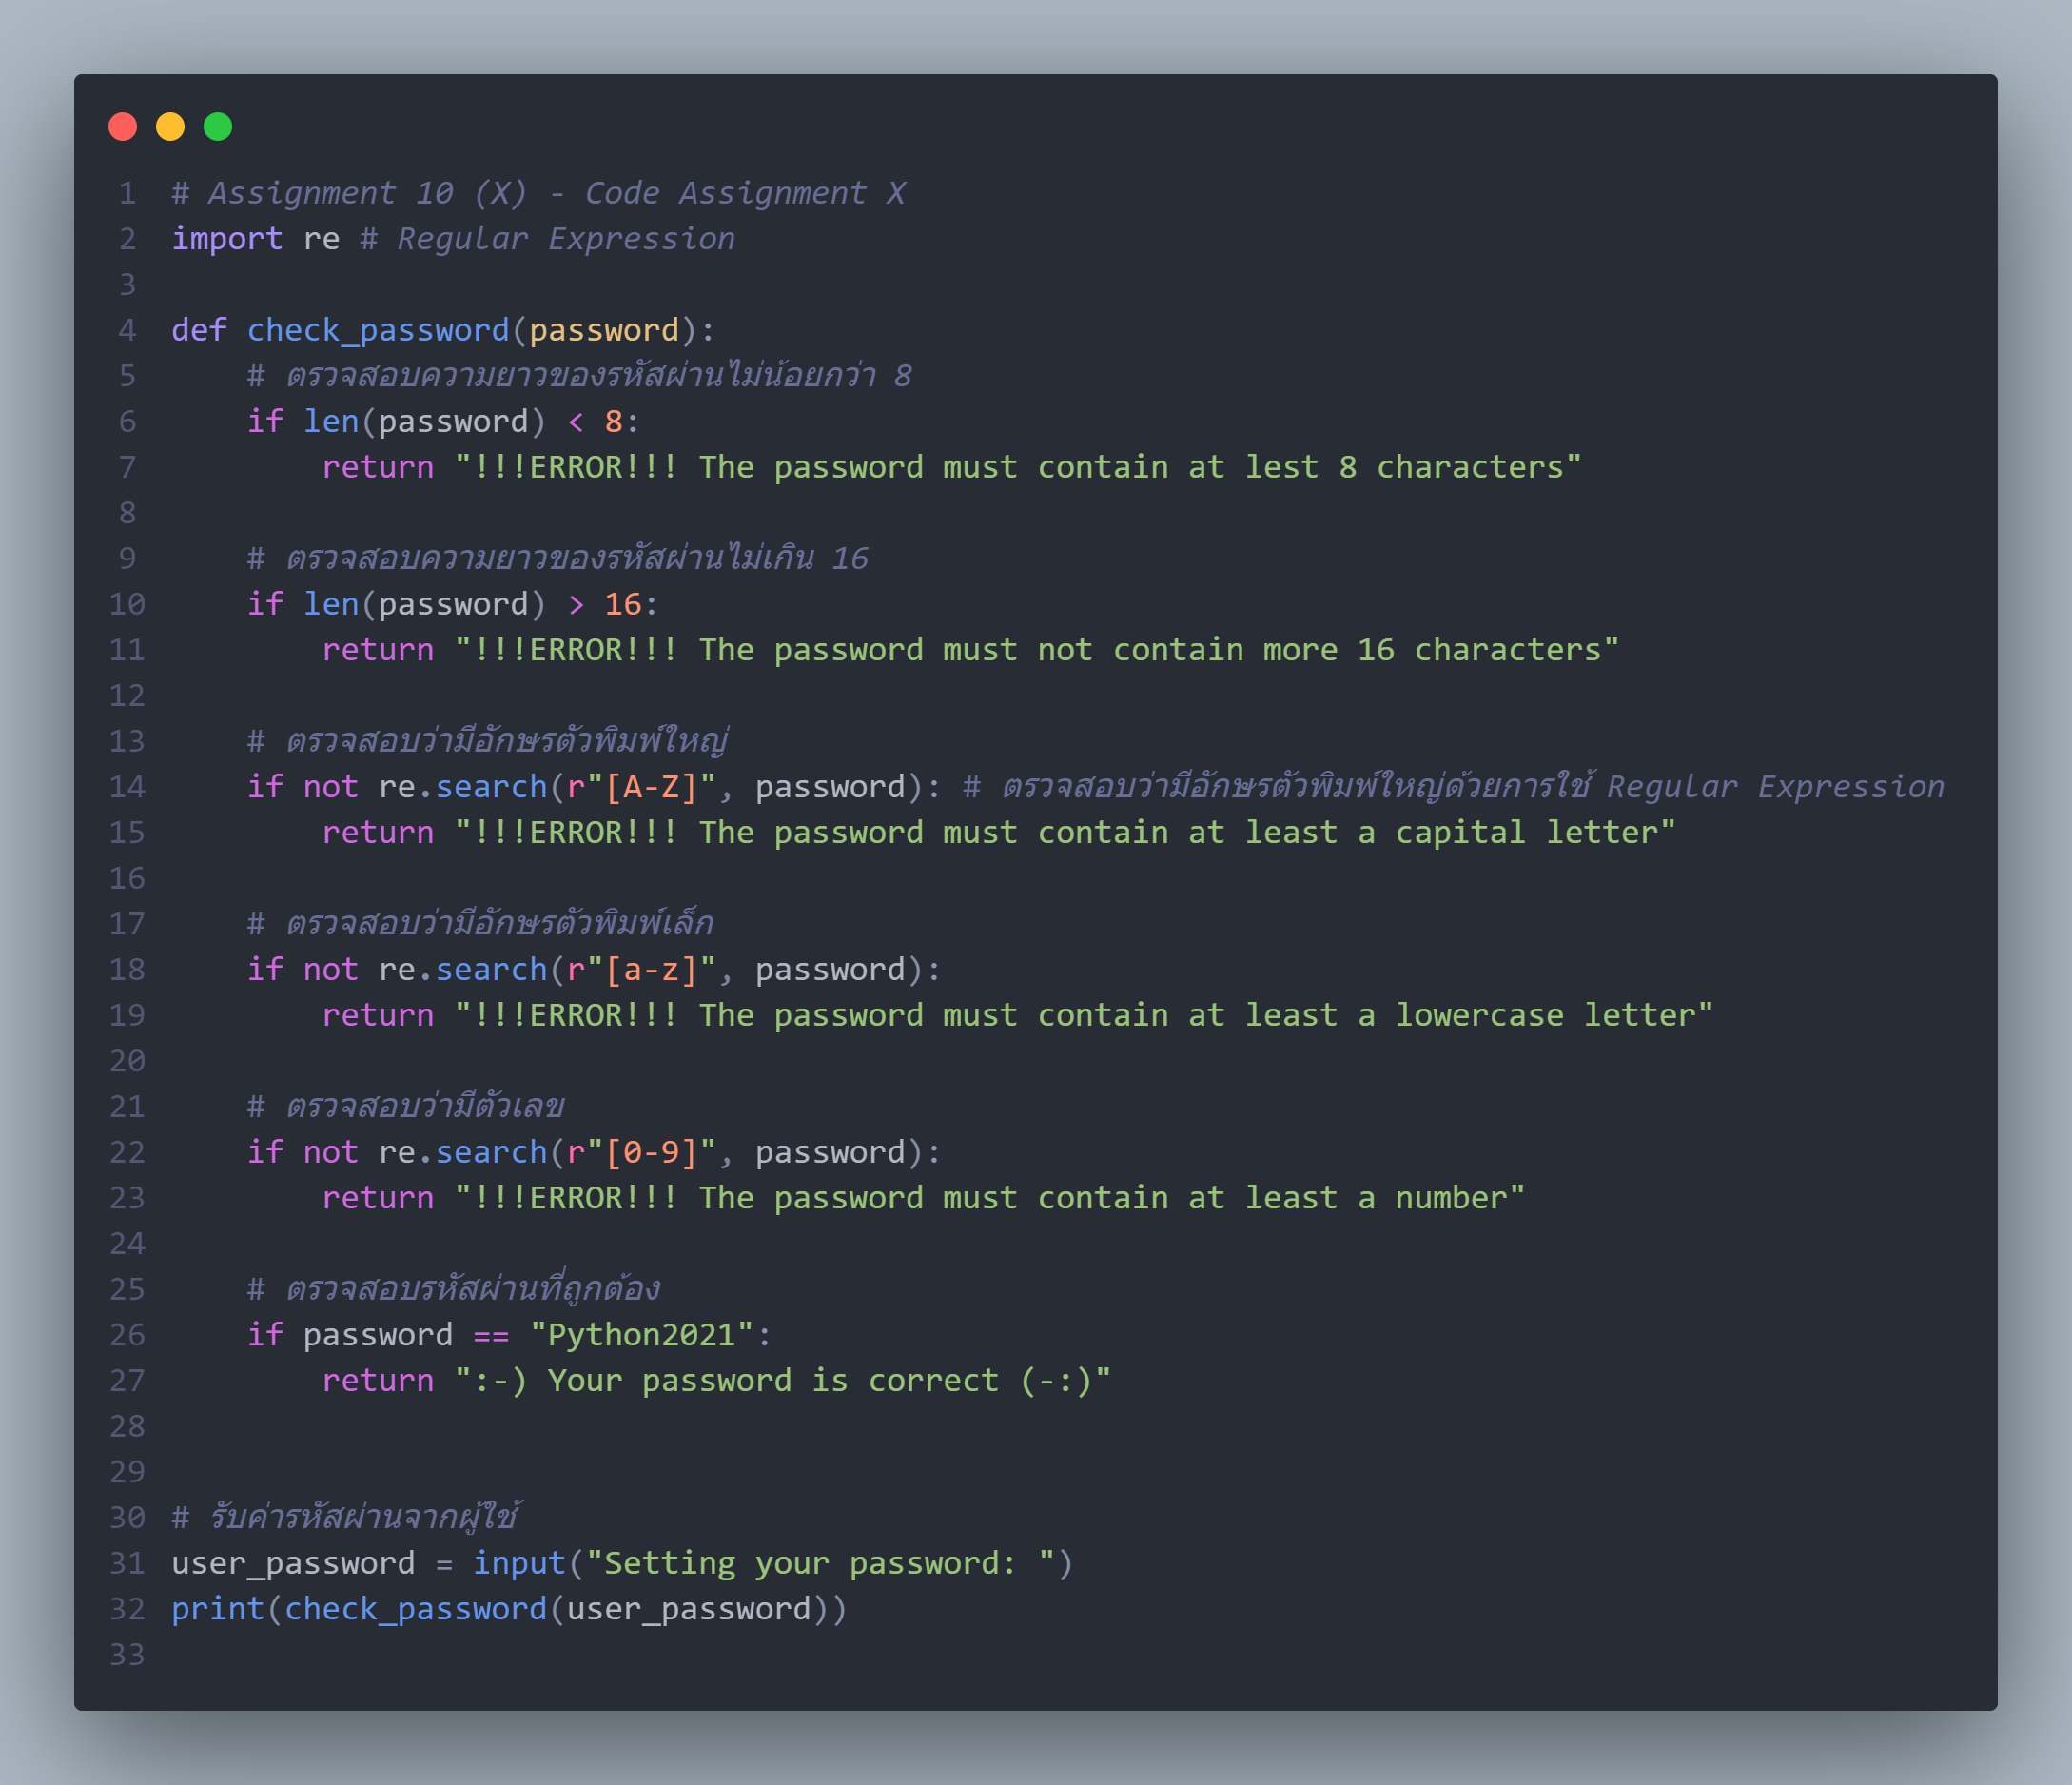 1 # Assignment 10 (X) - Code Assignment X
2 import re # Regular Expression
3
4 def check_password(password):
5     # ตรวจสอบความยาวของรหัสผ่านไม่น้อยกว่า 8
6     if len(password) < 8:
7         return "!!!ERROR!!! The password must contain at lest 8 characters"
8
9     # ตรวจสอบความยาวของรหัสผ่านไม่เกิน 16
10     if len(password) > 16:
11         return "!!!ERROR!!! The password must not contain more 16 characters"
12
13     # ตรวจสอบว่ามีอักษรตัวพิมพ์ใหญ่
14     if not re.search(r"[A-Z]", password): # ตรวจสอบว่ามีอักษรตัวพิมพ์ใหญ่ด้วยการใช้ Regular Expression
15         return "!!!ERROR!!! The password must contain at least a capital letter"
16
17     # ตรวจสอบว่ามีอักษรตัวพิมพ์เล็ก
18     if not re.search(r"[a-z]", password):
19         return "!!!ERROR!!! The password must contain at least a lowercase letter"
20
21     # ตรวจสอบว่ามีตัวเลข
22     if not re.search(r"[0-9]", password):
23         return "!!!ERROR!!! The password must contain at least a number"
24
25     # ตรวจสอบรหัสผ่านที่ถูกต้อง
26     if password == "Python2021":
27         return ":-) Your password is correct (-:)"
28
29
30 # รับค่ารหัสผ่านจากผู้ใช้
31 user_password = input("Setting your password: ")
32 print(check_password(user_password))
33